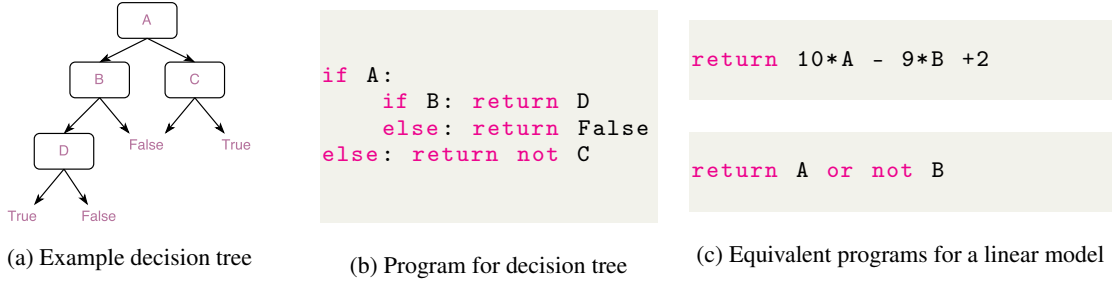 A
B
C
D
False
True
True
False
(a) Example decision tree
if A:
    if B: return D
    else: return False
else: return not C
(b) Program for decision tree
return 10*A - 9*B +2
return A or not B
(c) Equivalent programs for a linear model